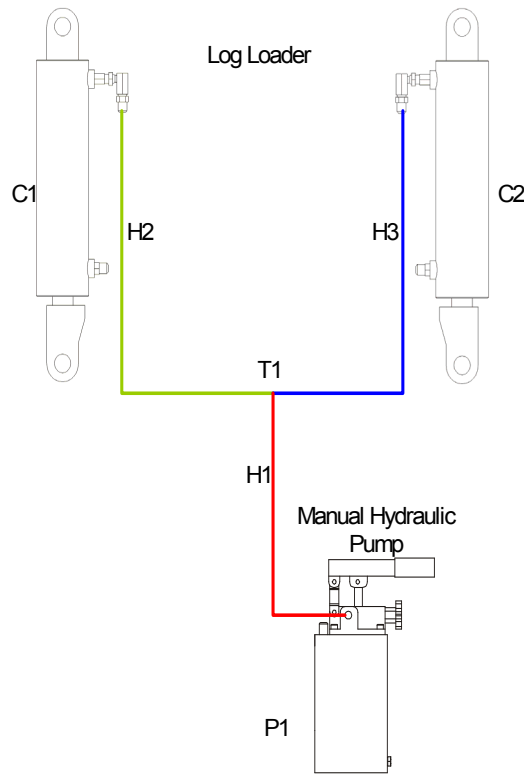 Log Loader
C1
C2
H2
H3
T1
H1
Manual Hydraulic
Pump
P1